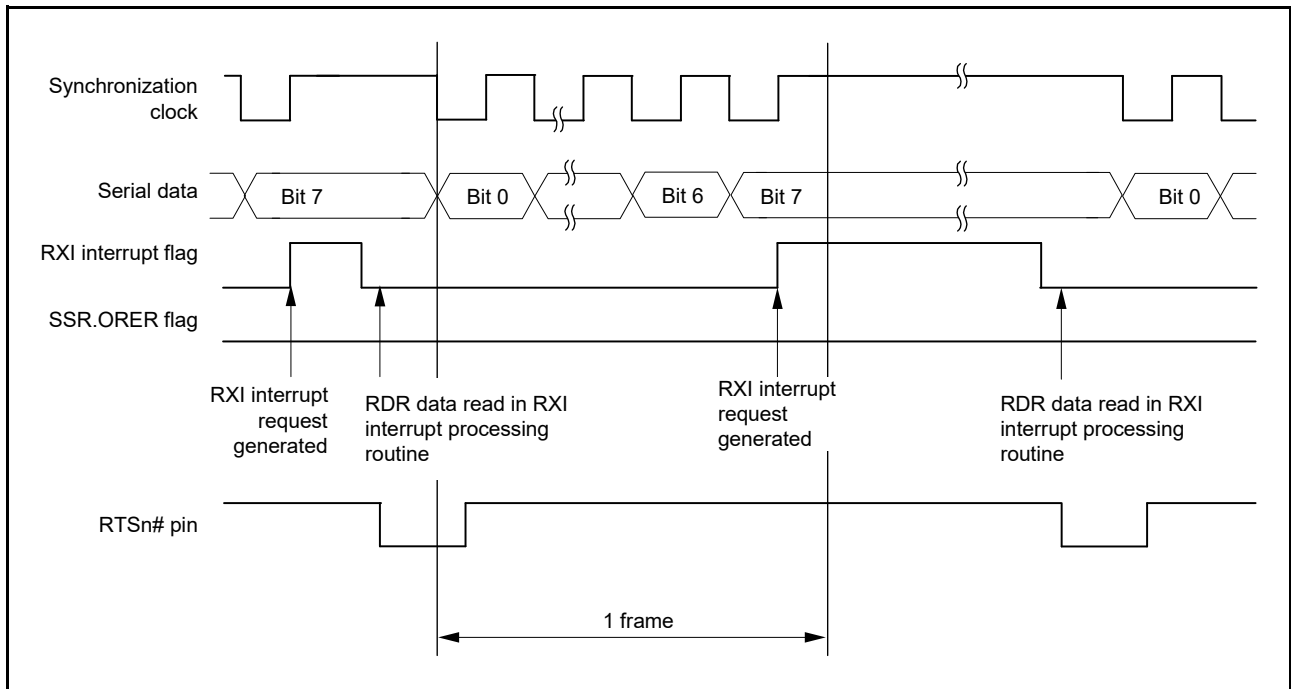 Synchronization
clock
Serial data
Bit 7
Bit 0
Bit 6
Bit 7
Bit 0
RXI interrupt flag
SSR.ORER flag
RXI interrupt
request
generated
RDR data read in RXI
interrupt processing
routine
RXI interrupt
request
generated
RDR data read in RXI
interrupt processing
routine
RTSn# pin
1 frame